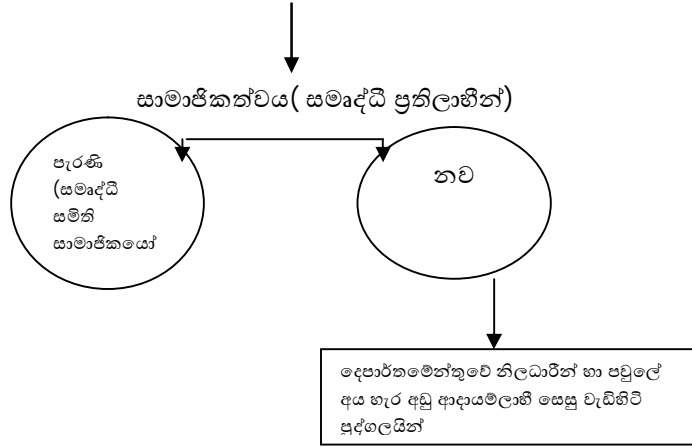 සාමාජිකත්වය( සමෘද්ධි ප්‍රතිලාභීන්)
පැරණි
(සමෘද්ධි
සමිති
සාමාජිකයෝ
නව
දෙපාර්තමේන්තුවේ නිලධාරීන් හා පවුලේ
අය හැර අඩු ආදායම්ලාභී සෙසු වැඩිහිටි
පුද්ගලයින්